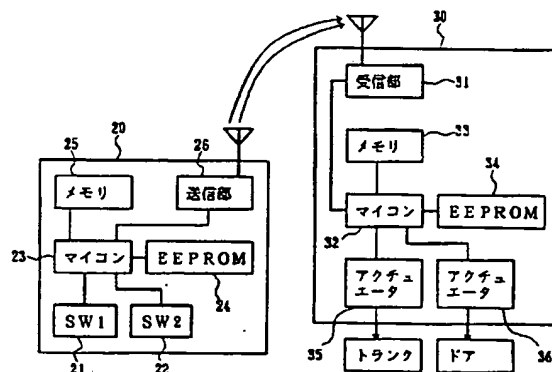 20
25
メモリ
26
送信部
23
マイコン
EEPROM
24
SW1
SW2
21
22
30
受信部
31
メモリ
33
34
マイコン
32
EEPROM
アクチュ
エータ
35
アクチュ
エータ
36
トランク
ドア